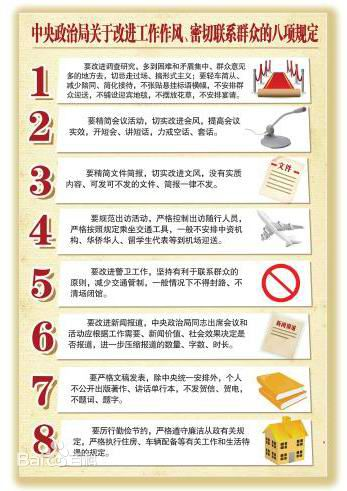 中央政治局关于改进工作作风、密切联系群众的八项规定
1
要改进调查研究，多到困难和矛盾集中、群众意见
多的地方去，切忌走过场、搞形式主义；要轻车简从、
减少陪同、简化接待，不张贴悬挂标语横幅，不安排群
众迎送，不铺设迎宾地毯，不摆放花草，不安排宴请。
2
要精简会议活动，切实改进会风，提高会议
实效，开短会、讲短话，力戒空话、套话。
3
要精简文件简报，切实改进文风，没有实质
内容、可发可不发的文件、简报一律不发。
文件
4
要规范出访活动，严格控制出访随行人员，
严格按照规定乘坐交通工具，一般不安排中资机
构、华侨华人、留学生代表等到机场迎送。
5
要改进警卫工作，坚持有利于联系群众的
原则，减少交通管制，一般情况下不得封路、不
清场闭馆。
6
要改进新闻报道，中央政治局同志出席会议和
活动应根据工作需要、新闻价值、社会效果决定是
否报道，进一步压缩报道的数量、字数、时长。
新闻报道
7
要严格文稿发表，除中央统一安排外，个人
不公开出版著作、讲话单行本，不发贺信、贺电，
不题词、题字。
8
要厉行勤俭节约，严格遵守廉洁从政有关规
定，严格执行住房、车辆配备等有关工作和生活待
遇的规定。
Bai百科